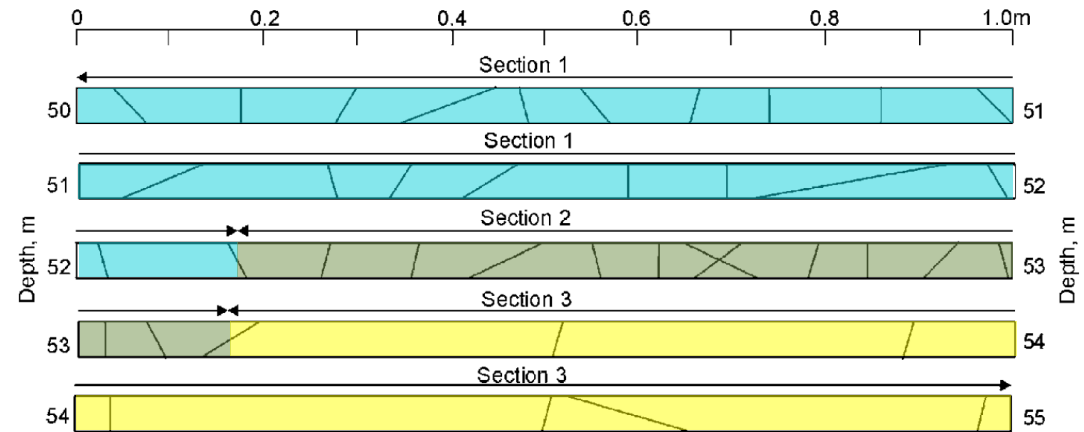 0 0.2 0.4 0.6 0.8 1.0m
Section 1
50 51
Section 1
51 52
Section 2
52 53
Section 3
53 54
Section 3
54 55
Depth, m
Depth, m